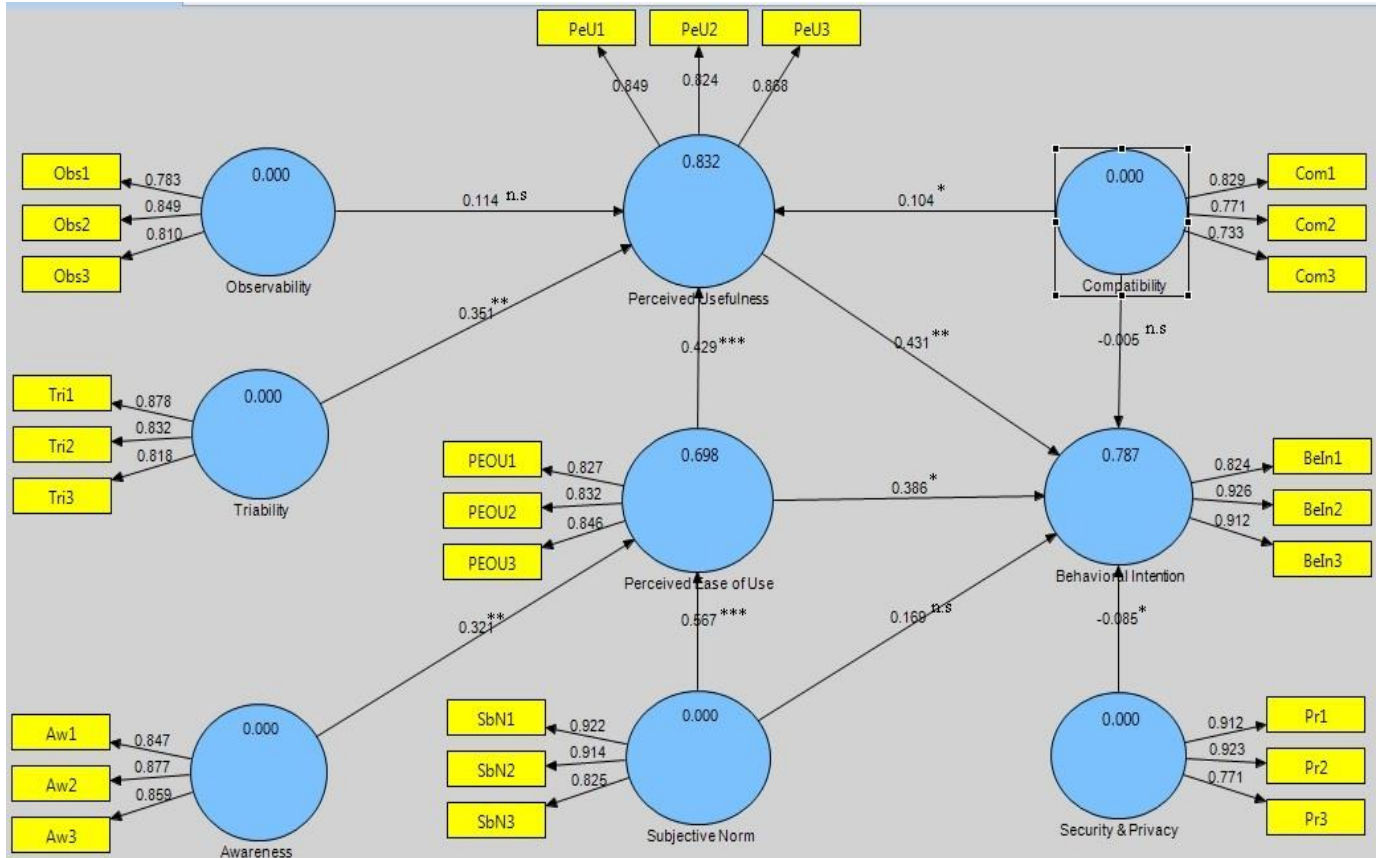 PeU1 PeU2 PeU3
0.849 0.824 0.868
Obs1 0.783
Obs2 0.849
Obs3 0.810
0.000
Observability
0.114 n.s
0.832
Perceived Usefulness
0.104 *
0.000
Compatibility
0.829 Com1
0.771 Com2
0.733 Com3
0.351 **
0.429 ***
0.431 **
-0.005 n.s
Tri1 0.878
Tri2 0.832
Tri3 0.818
0.000
Triability
PEOU1 0.827
PEOU2 0.832
PEOU3 0.846
0.698
Perceived Ease of Use
0.386 *
0.787
Behavioral Intention
0.824 BeIn1
0.926 BeIn2
0.912 BeIn3
0.321 **
0.567 ***
0.169 n.s
-0.085 *
Aw1 0.847
Aw2 0.877
Aw3 0.859
0.000
Awareness
SbN1 0.922
SbN2 0.914
SbN3 0.825
0.000
Subjective Norm
0.000
Security & Privacy
0.912 Pr1
0.923 Pr2
0.771 Pr3